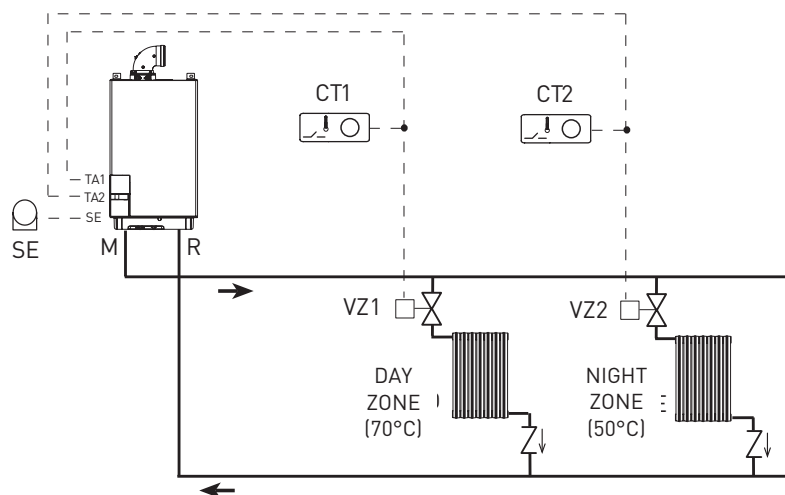 CT1
CT2
TA1
TA2
SE
SE
M
R
VZ1
VZ2
DAY
ZONE
(70°C)
NIGHT
ZONE
(50°C)